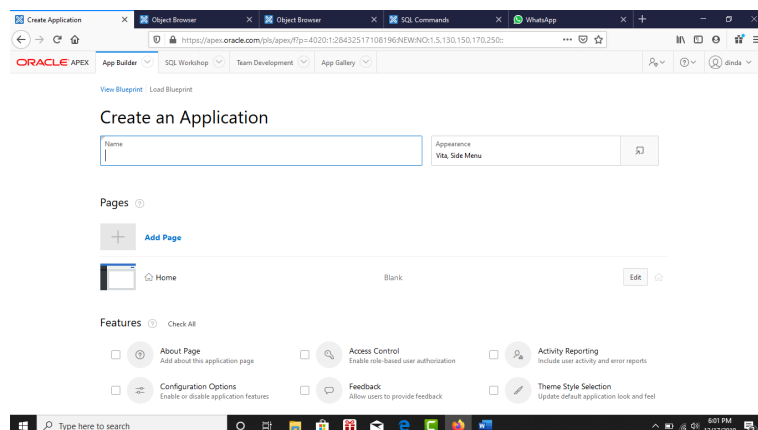 Create Application
Object Browser
Object Browser
SQL Commands
WhatsApp
https://apex.oracle.com/pls/apex/f?p=4020:1:28432517108196:NEW:NO:1.5,130,150,170,250::
ORACLE APEX App Builder SQL Workshop Team Development App Gallery dinda
View Blueprint Load Blueprint
Create an Application
Name
Appearance
Vita, Side Menu
Pages
Add Page
Home Blank Edit
Features Check All
About Page
Add about this application page
Access Control
Enable role-based user authorization
Activity Reporting
Include user activity and error reports
Configuration Options
Enable or disable application features
Feedback
Allow users to provide feedback
Theme Style Selection
Update default application look and feel
Type here to search
6:01 PM